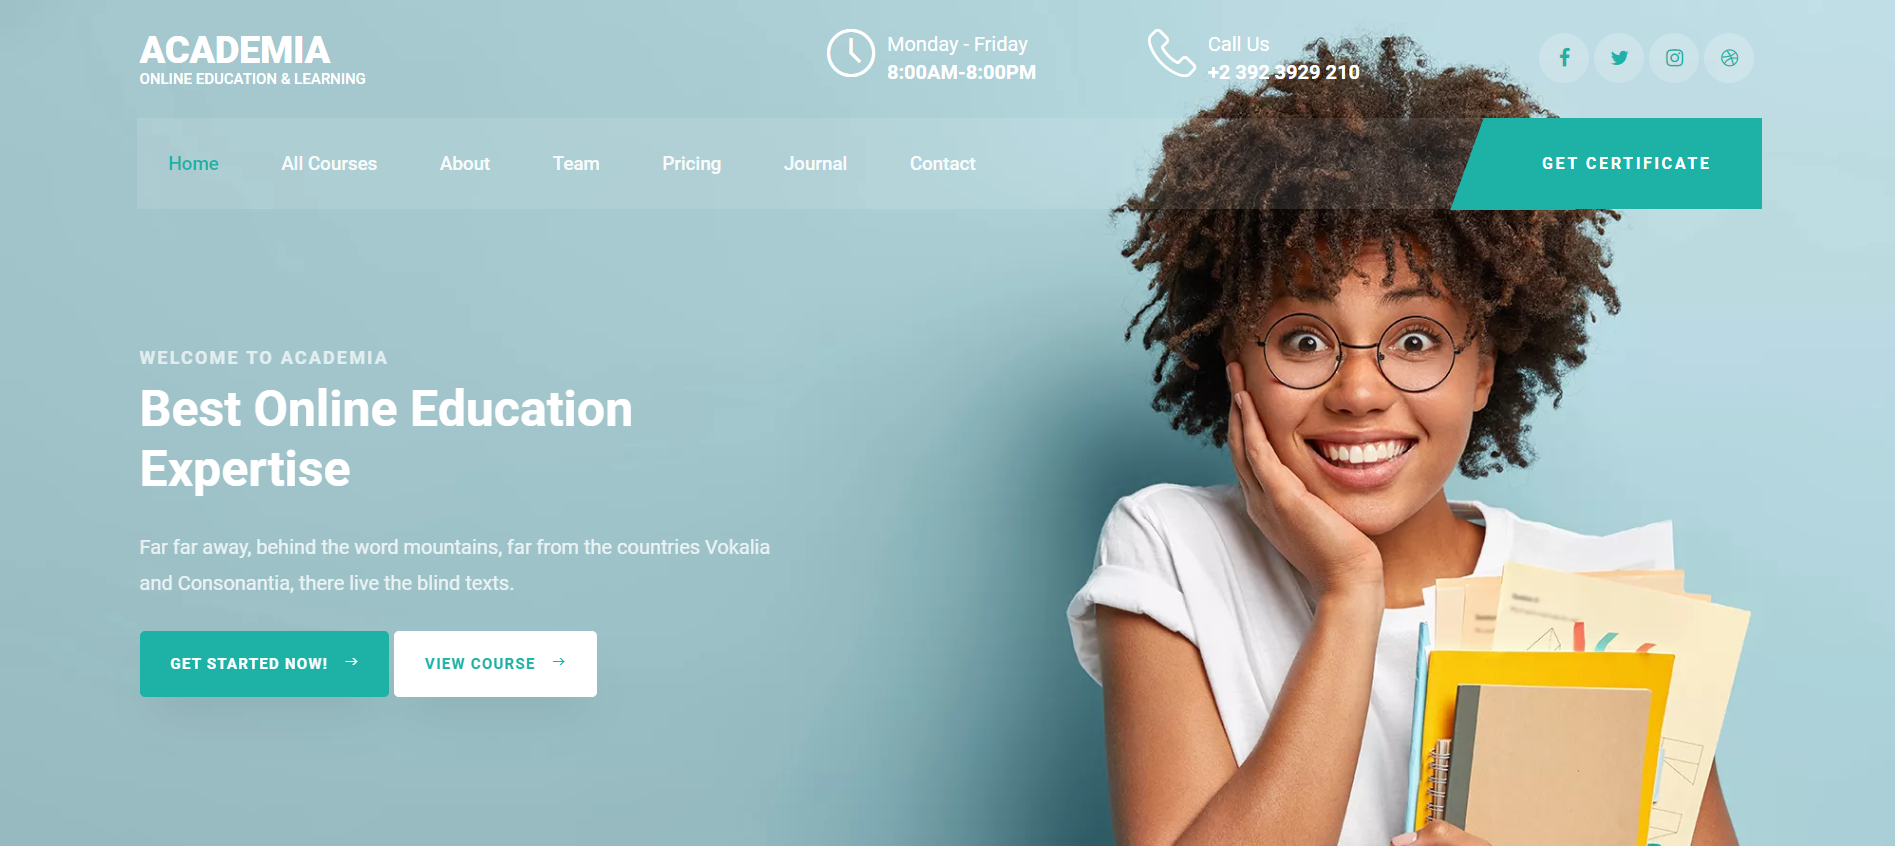 ACADEMIA
ONLINE EDUCATION & LEARNING
Monday - Friday
8:00AM-8:00PM
Call Us
+2 392 3929 210
Home
All Courses
About
Team
Pricing
Journal
Contact
GET CERTIFICATE
WELCOME TO ACADEMIA
Best Online Education
Expertise
Far far away, behind the word mountains, far from the countries Vokalia
and Consonantia, there live the blind texts.
GET STARTED NOW!
VIEW COURSE